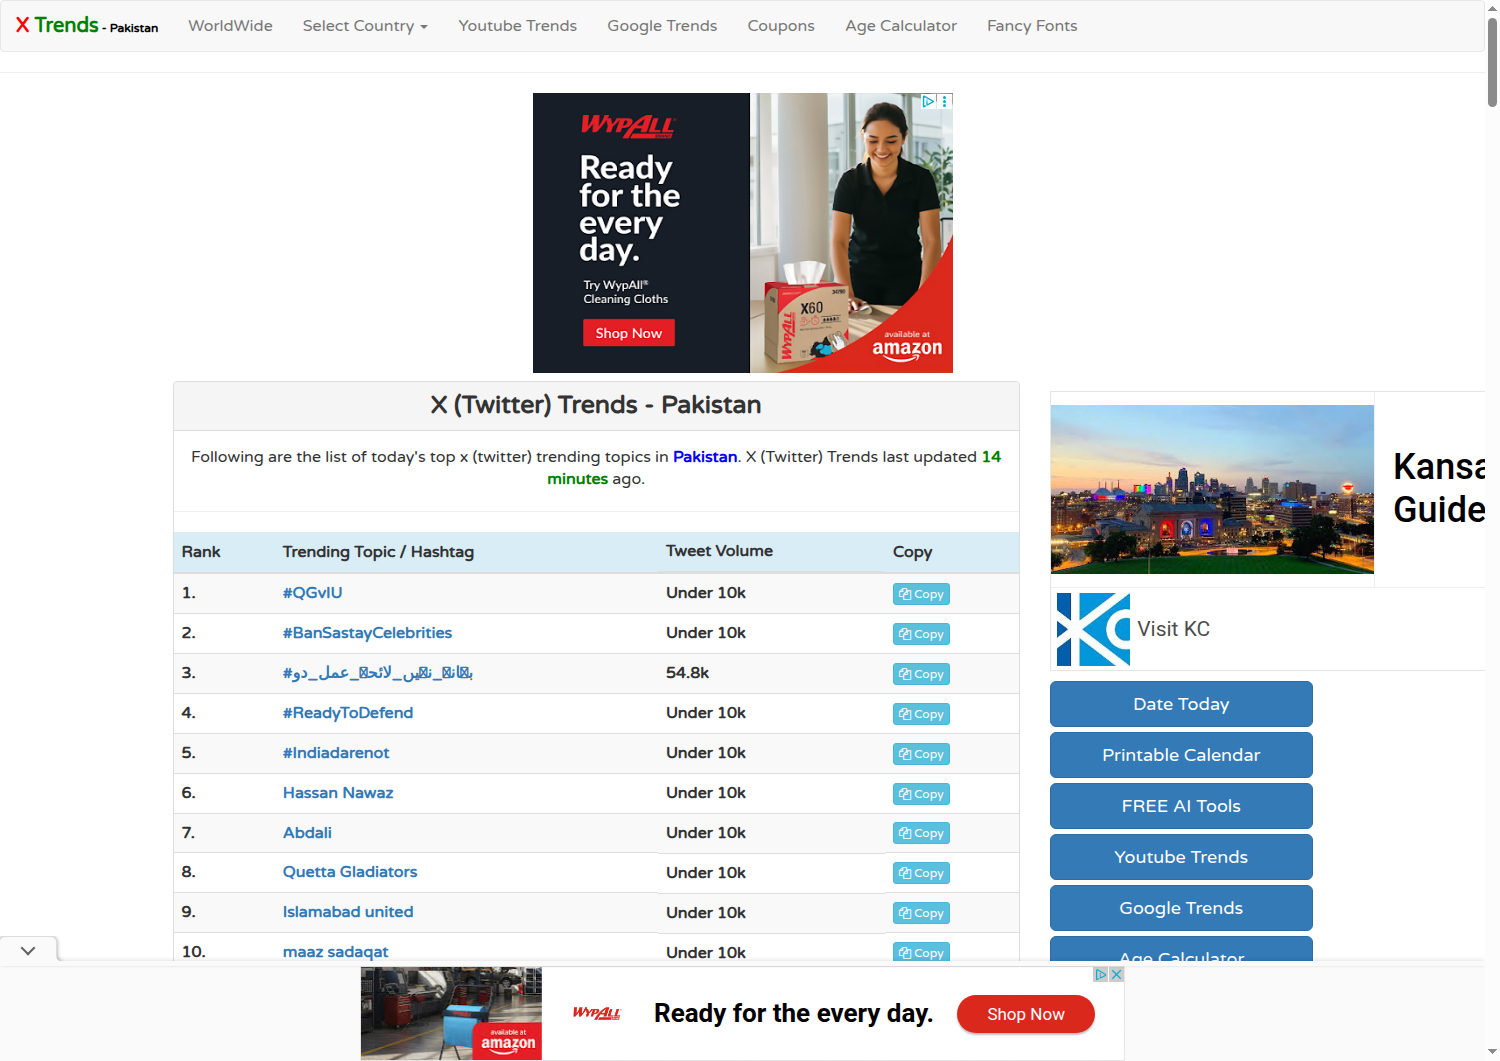 X Trends - Pakistan
WorldWide
Select Country
Youtube Trends
Google Trends
Coupons
Age Calculator
Fancy Fonts
WYPALL
Ready
for the
every
day.
Try WypAll®
Cleaning Cloths
Shop Now
X60
WYPALL
available at
amazon
X (Twitter) Trends - Pakistan
Following are the list of today's top x (twitter) trending topics in Pakistan. X (Twitter) Trends last updated 14
minutes ago.
Rank Trending Topic / Hashtag Tweet Volume Copy
1. #QGvIU Under 10k Copy
2. #BanSastayCelebrities Under 10k Copy
3. 54.8k Copy
4. #ReadyToDefend Under 10k Copy
5. #Indiadarenot Under 10k Copy
6. Hassan Nawaz Under 10k Copy
7. Abdali Under 10k Copy
8. Quetta Gladiators Under 10k Copy
9. Islamabad united Under 10k Copy
10. maaz sadaqat Under 10k Copy
Kansa
Guide
KC
Visit KC
Date Today
Printable Calendar
FREE AI Tools
Youtube Trends
Google Trends
Age Calculator
available at
amazon
WYPALL
Ready for the every day.
Shop Now